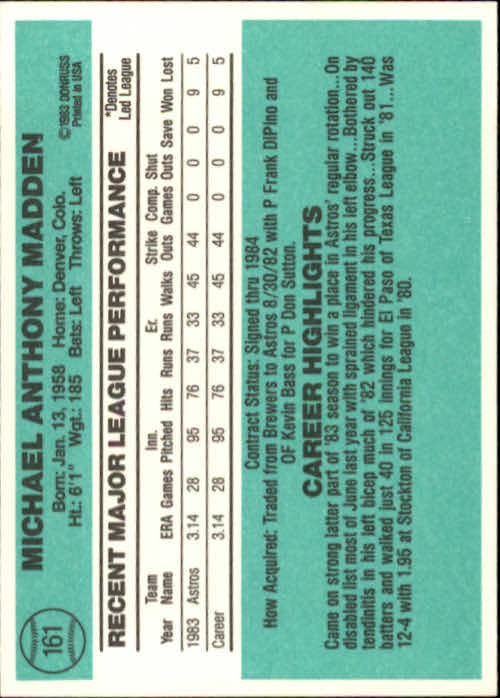 161
MICHAEL ANTHONY MADDEN
Born: Jan. 13, 1958 Home: Denver, Colo.
Ht.: 6'1" Wgt.: 185 Bats: Left Throws: Left
©1983 DONRUSS
Printed in USA
RECENT MAJOR LEAGUE PERFORMANCE
*Denotes
Led League
Team Inn. Er. Strike Comp. Shut
Year Name ERA Games Pitched Hits Runs Runs Walks Outs Games Outs Save Won Lost
1983 Astros 3.14 28 95 76 37 33 45 44 0 0 0 9 5
Career 3.14 28 95 76 37 33 45 44 0 0 0 9 5
Contract Status: Signed thru 1984
How Acquired: Traded from Brewers to Astros 8/30/82 with P Frank DiPino and
OF Kevin Bass for P Don Sutton.
CAREER HIGHLIGHTS
Came on strong latter part of '83 season to win a place in Astros' regular rotation...On
disabled list most of June last year with sprained ligament in his left elbow...Bothered by
tendinitis in his left bicep much of '82 which hindered his progress...Struck out 140
batters and walked just 40 in 125 innings for El Paso of Texas League in '81...Was
12-4 with 1.95 at Stockton of California League in '80.